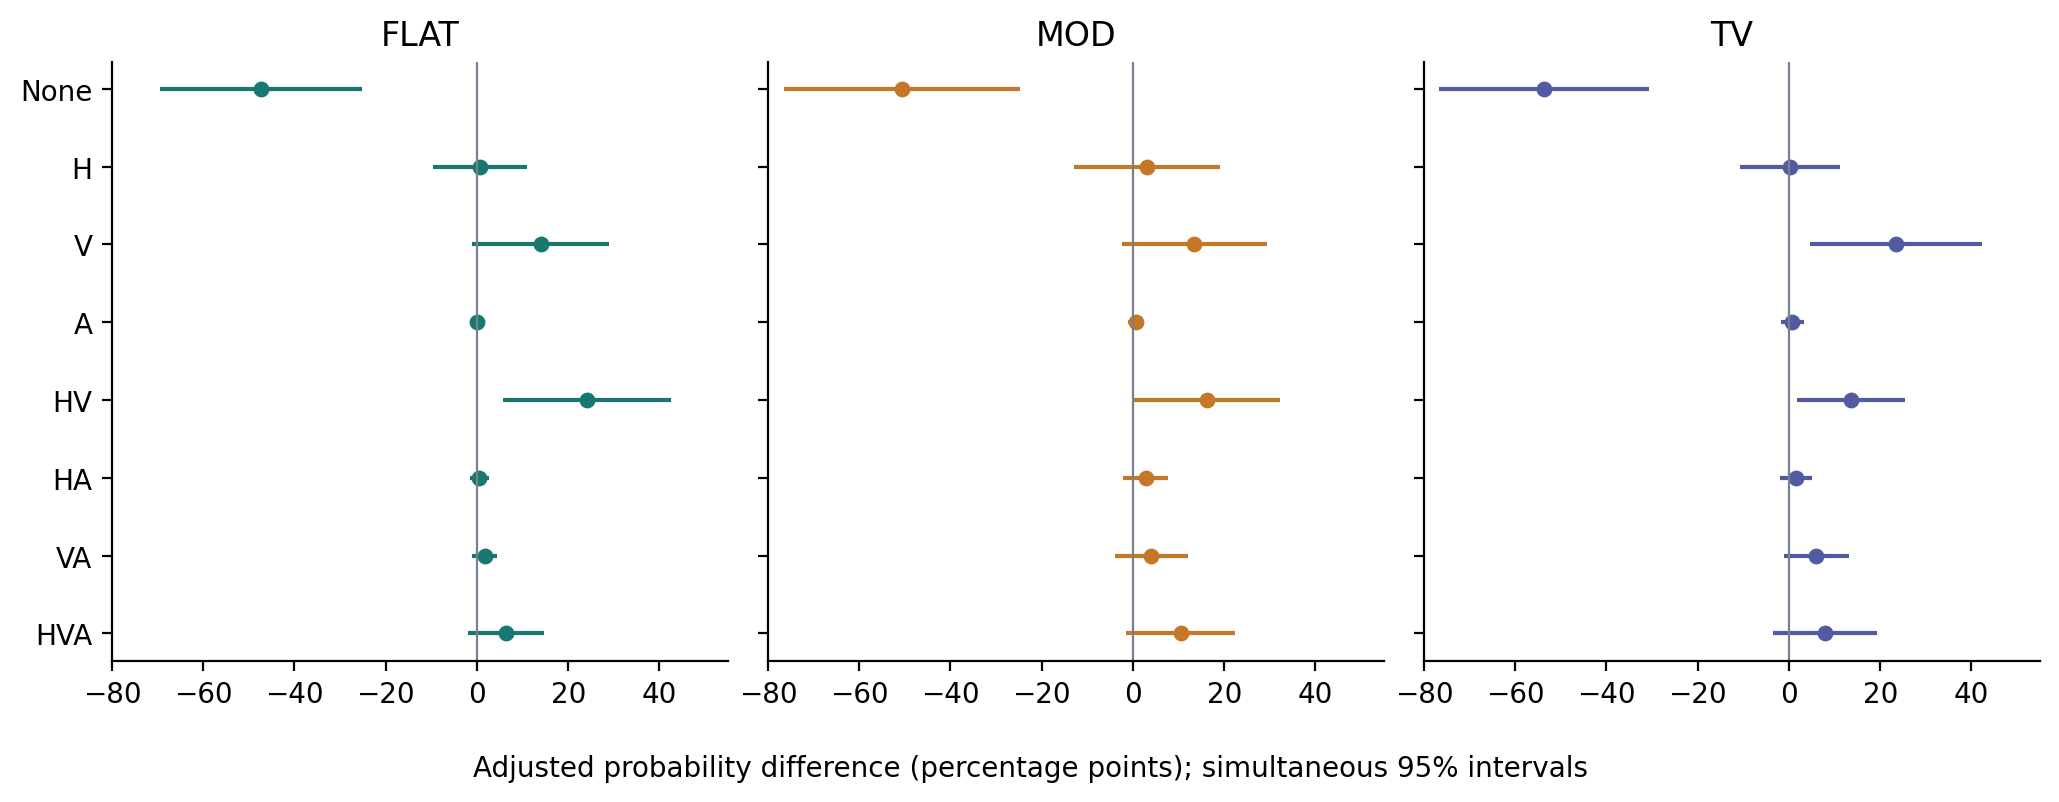 FLAT MOD TV
None
H
V
A
HV
HA
VA
HVA
−80 −60 −40 −20 0 20 40 −80 −60 −40 −20 0 20 40 −80 −60 −40 −20 0 20 40
Adjusted probability difference (percentage points); simultaneous 95% intervals